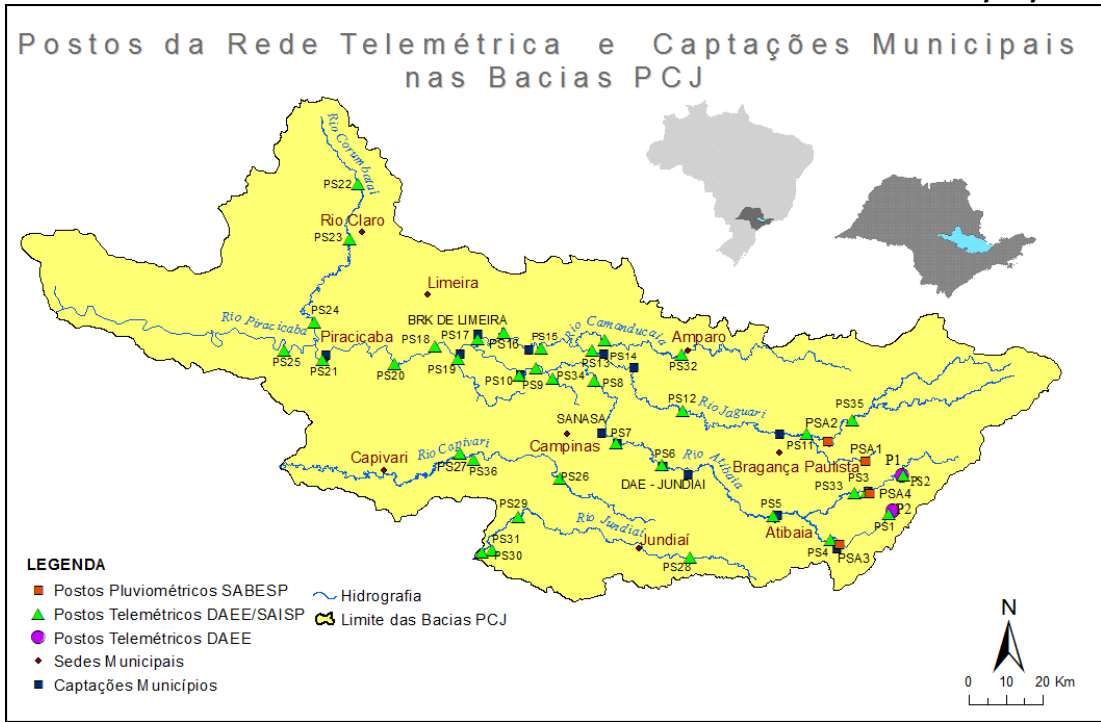 Postos da Rede Telemétrica e Captações Municipais
nas Bacias PCJ
Rio Corumbataí
PS22
Rio Claro
PS23
Limeira
PS24
BRK DE LIMEIRA
Rio Piracicaba
Piracicaba
PS18
PS17
PS16
PS15
Rio Camanducaia
Amparo
PS25
PS21
PS20
PS19
PS10
PS9
PS34
PS13
PS14
PS8
PS32
PS12
Rio Jaguari
PSA2
PS35
SANASA
PS7
Campinas
PS11
PSA1
Rio Capivari
Capivari
PS27
PS36
PS26
PS6
Rio Atibaia
DAE - JUNDIAI
Bragança Paulista
P1
PS2
PS3
PS33
PSA4
P2
PS1
PS29
Rio Jundiaí
PS5
Atibaia
PS31
PS30
Jundiaí
PS28
PS4
PSA3
LEGENDA
Postos Pluviométricos SABESP
Postos Telemétricos DAEE/SAISP
Postos Telemétricos DAEE
Sedes Municipais
Captações Municípios
Hidrografia
Limite das Bacias PCJ
N
0 10 20 Km